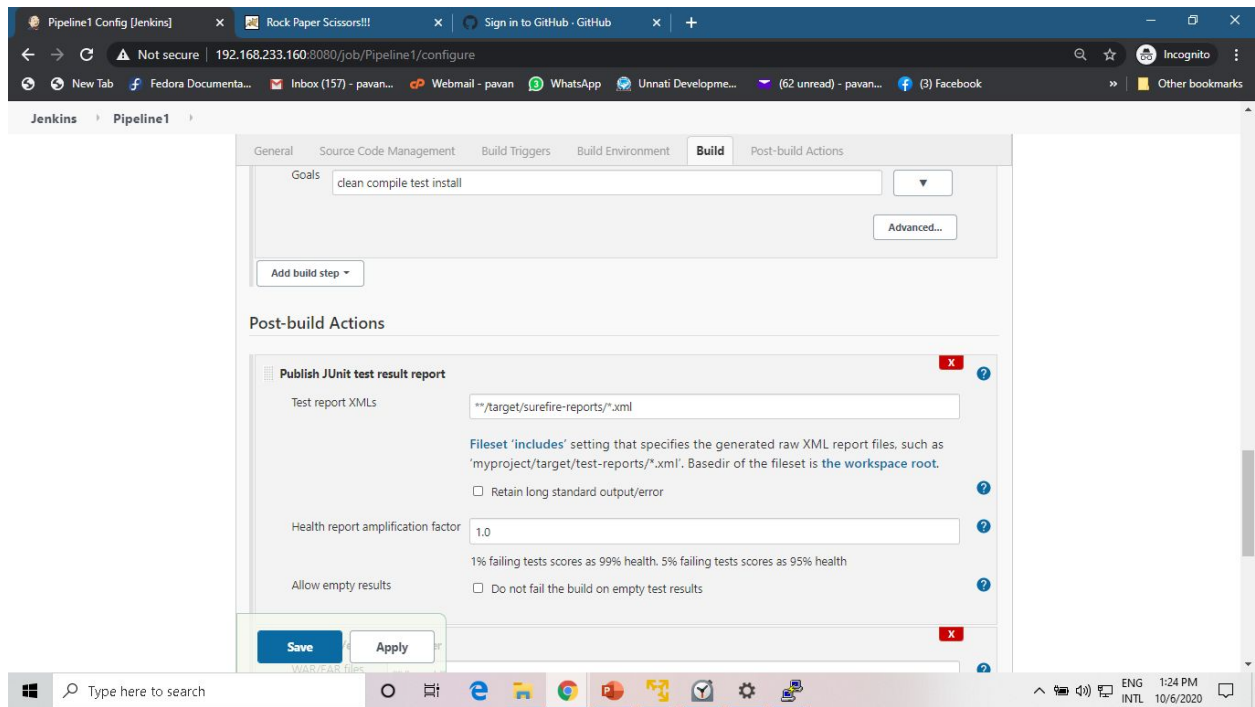 Pipeline1 Config [Jenkins]
Rock Paper Scissors!!!
Sign in to GitHub · GitHub
Not secure | 192.168.233.160:8080/job/Pipeline1/configure
Incognito
New Tab
Fedora Documenta...
Inbox (157) - pavan...
Webmail - pavan
WhatsApp
Unnati Developme...
(62 unread) - pavan...
(3) Facebook
»
Other bookmarks
Jenkins
Pipeline1
General
Source Code Management
Build Triggers
Build Environment
Build
Post-build Actions
Goals
clean compile test install
Advanced...
Add build step
Post-build Actions
Publish JUnit test result report
X
Test report XMLs
**/target/surefire-reports/*.xml
Fileset 'includes' setting that specifies the generated raw XML report files, such as
'myproject/target/test-reports/*.xml'. Basedir of the fileset is the workspace root.
Retain long standard output/error
Health report amplification factor
1.0
1% failing tests scores as 99% health. 5% failing tests scores as 95% health
Allow empty results
Do not fail the build on empty test results
Save
Apply
X
WAR/EAR files
Type here to search
ENG
INTL
1:24 PM
10/6/2020